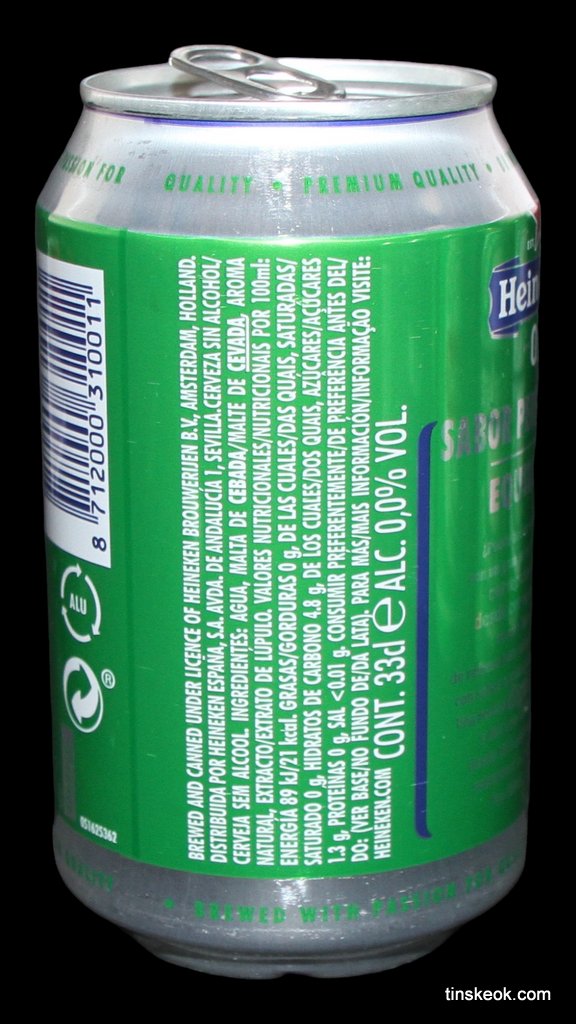 PASSION FOR QUALITY • PREMIUM QUALITY •
BREWED AND CANNED UNDER LICENCE OF HEINEKEN BROUWERIJEN B.V., AMSTERDAM, HOLLAND.
DISTRIBUIDA POR HEINEKEN ESPAÑA, S.A. AVDA. DE ANDALUCÍA 1, SEVILLA. CERVEZA SIN ALCOHOL/
CERVEJA SEM ALCOOL. INGREDIENTES: AGUA, MALTA DE CEBADA/MALTE DE CEVADA, AROMA
NATURAL, EXTRACTO/EXTRATO DE LÚPULO. VALORES NUTRICIONALES/NUTRICIONAIS POR 100ml:
ENERGÍA 89 kJ/21 kcal. GRASAS/GORDURAS 0 g, DE LAS CUALES/DAS QUAIS, SATURADAS/
SATURADO 0 g, HIDRATOS DE CARBONO 4.8 g, DE LOS CUALES/DOS QUAIS, AZÚCARES/AÇÚCARES
1.3 g, PROTEÍNAS 0 g, SAL <0.01 g. CONSUMIR PREFERENTEMENTE/DE PREFERÊNCIA ANTES DEL/
DO: (VER BASE/NO FUNDO DE/DA LATA). PARA MÁS/MAIS INFORMACIÓN/INFORMAÇÃO VISITE:
HEINEKEN.COM CONT. 33cl e ALC. 0,0% VOL.
8 712000 310011
ALU
®
051625362
Hein
SABOR
QUALITY
• BREWED WITH PASSION FOR
tinskeok.com